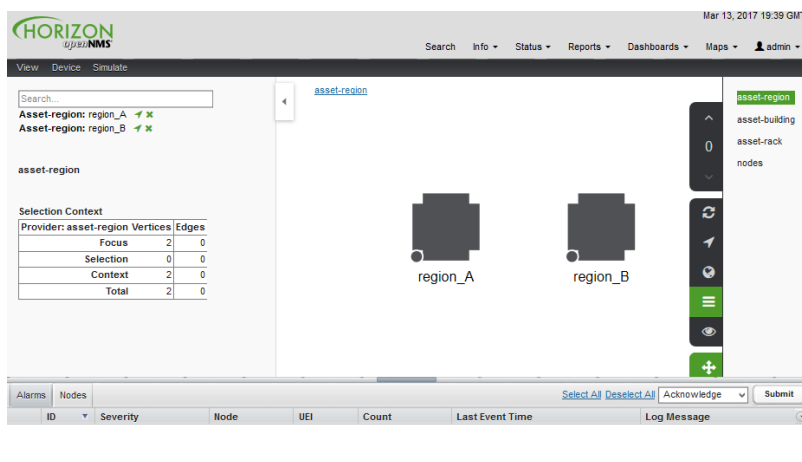 Mar 13, 2017 19:39 GMT
HORIZON
openNMS
Search Info Status Reports Dashboards Maps admin
View Device Simulate
Search...
Asset-region: region_A
Asset-region: region_B
asset-region
Selection Context
Provider: asset-region Vertices Edges
Focus 2 0
Selection 0 0
Context 2 0
Total 2 0
asset-region
region_A
region_B
0
asset-region
asset-building
asset-rack
nodes
Alarms Nodes Select All Deselect All Acknowledge Submit
ID Severity Node UEI Count Last Event Time Log Message